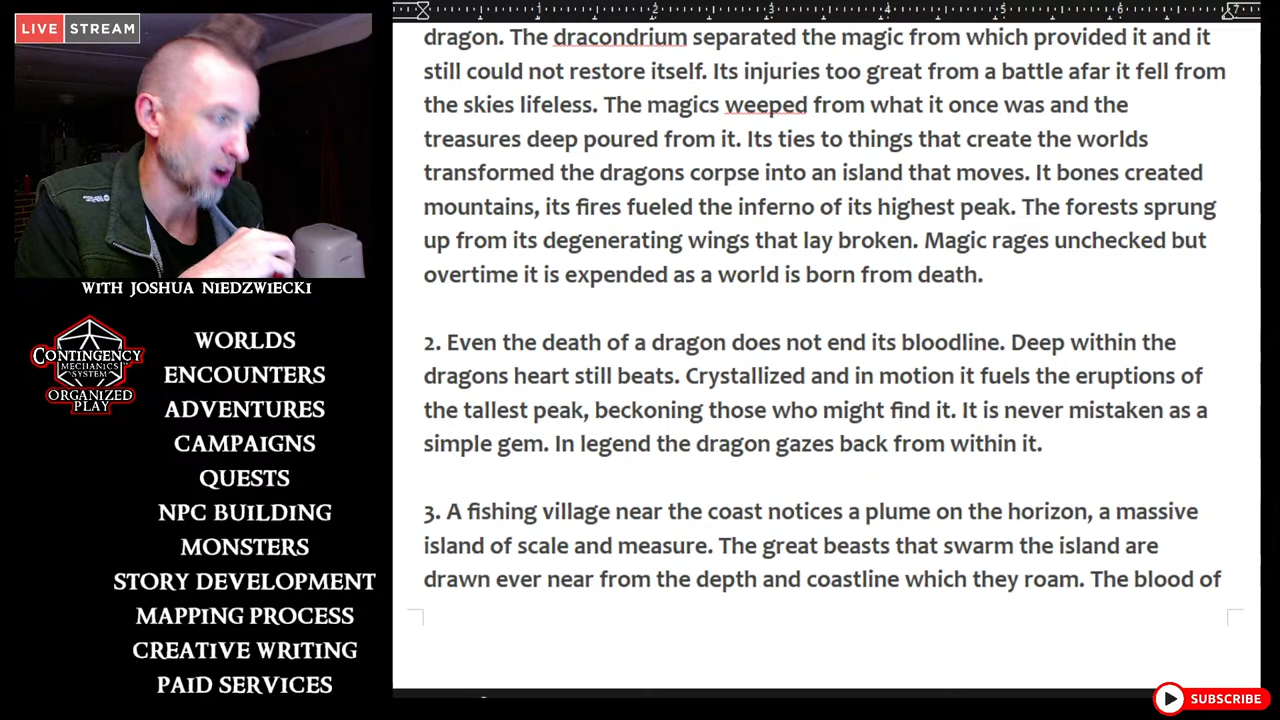 LIVE STREAM
WITH JOSHUA NIEDZWIECKI
CONTINGENCY
MECHANICS
SYSTEM
ORGANIZED
PLAY
WORLDS
ENCOUNTERS
ADVENTURES
CAMPAIGNS
QUESTS
NPC BUILDING
MONSTERS
STORY DEVELOPMENT
MAPPING PROCESS
CREATIVE WRITING
PAID SERVICES
1 2 3 4 5 6 7
dragon. The dracondrium separated the magic from which provided it and it
still could not restore itself. Its injuries too great from a battle afar it fell from
the skies lifeless. The magics weeped from what it once was and the
treasures deep poured from it. Its ties to things that create the worlds
transformed the dragons corpse into an island that moves. It bones created
mountains, its fires fueled the inferno of its highest peak. The forests sprung
up from its degenerating wings that lay broken. Magic rages unchecked but
overtime it is expended as a world is born from death.
2. Even the death of a dragon does not end its bloodline. Deep within the
dragons heart still beats. Crystallized and in motion it fuels the eruptions of
the tallest peak, beckoning those who might find it. It is never mistaken as a
simple gem. In legend the dragon gazes back from within it.
3. A fishing village near the coast notices a plume on the horizon, a massive
island of scale and measure. The great beasts that swarm the island are
drawn ever near from the depth and coastline which they roam. The blood of
SUBSCRIBE